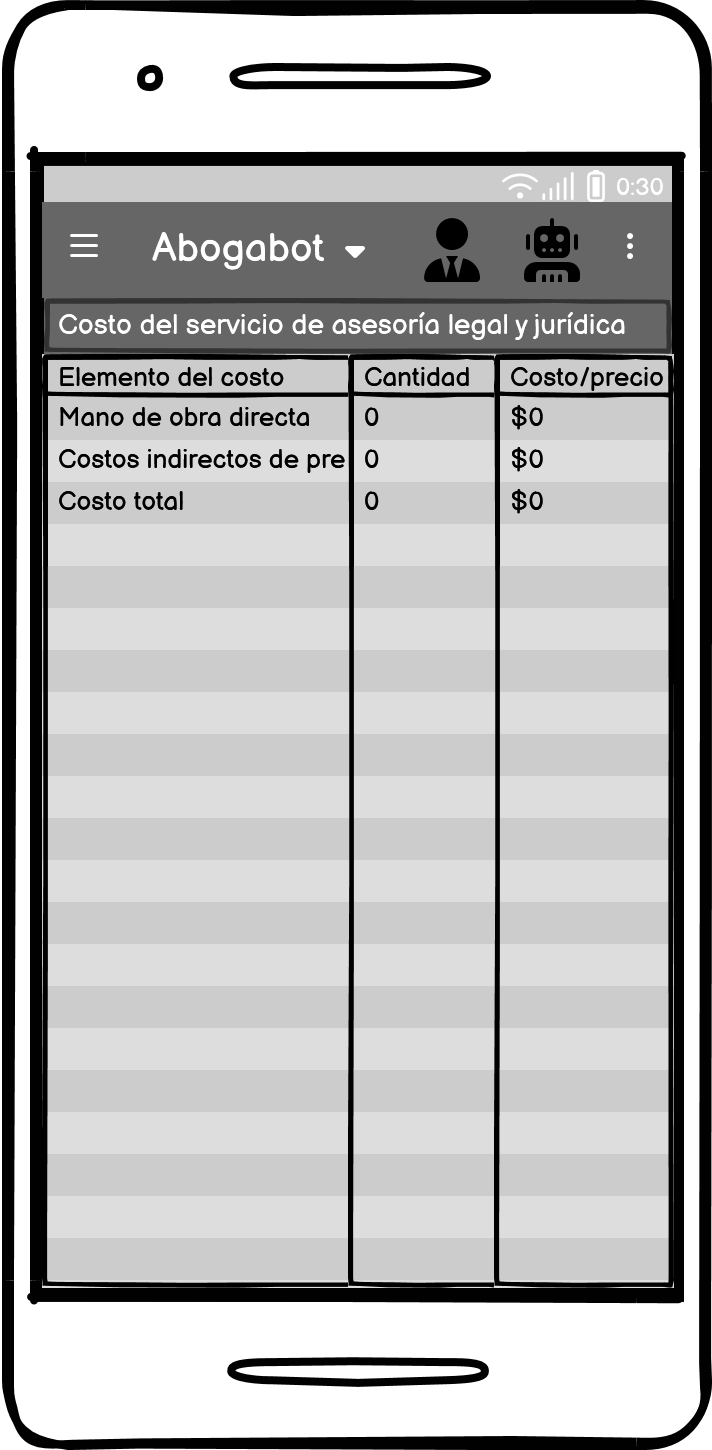 0:30
Abogabot
Costo del servicio de asesoría legal y jurídica
Elemento del costo Cantidad Costo/precio
Mano de obra directa 0 $0
Costos indirectos de pre 0 $0
Costo total 0 $0